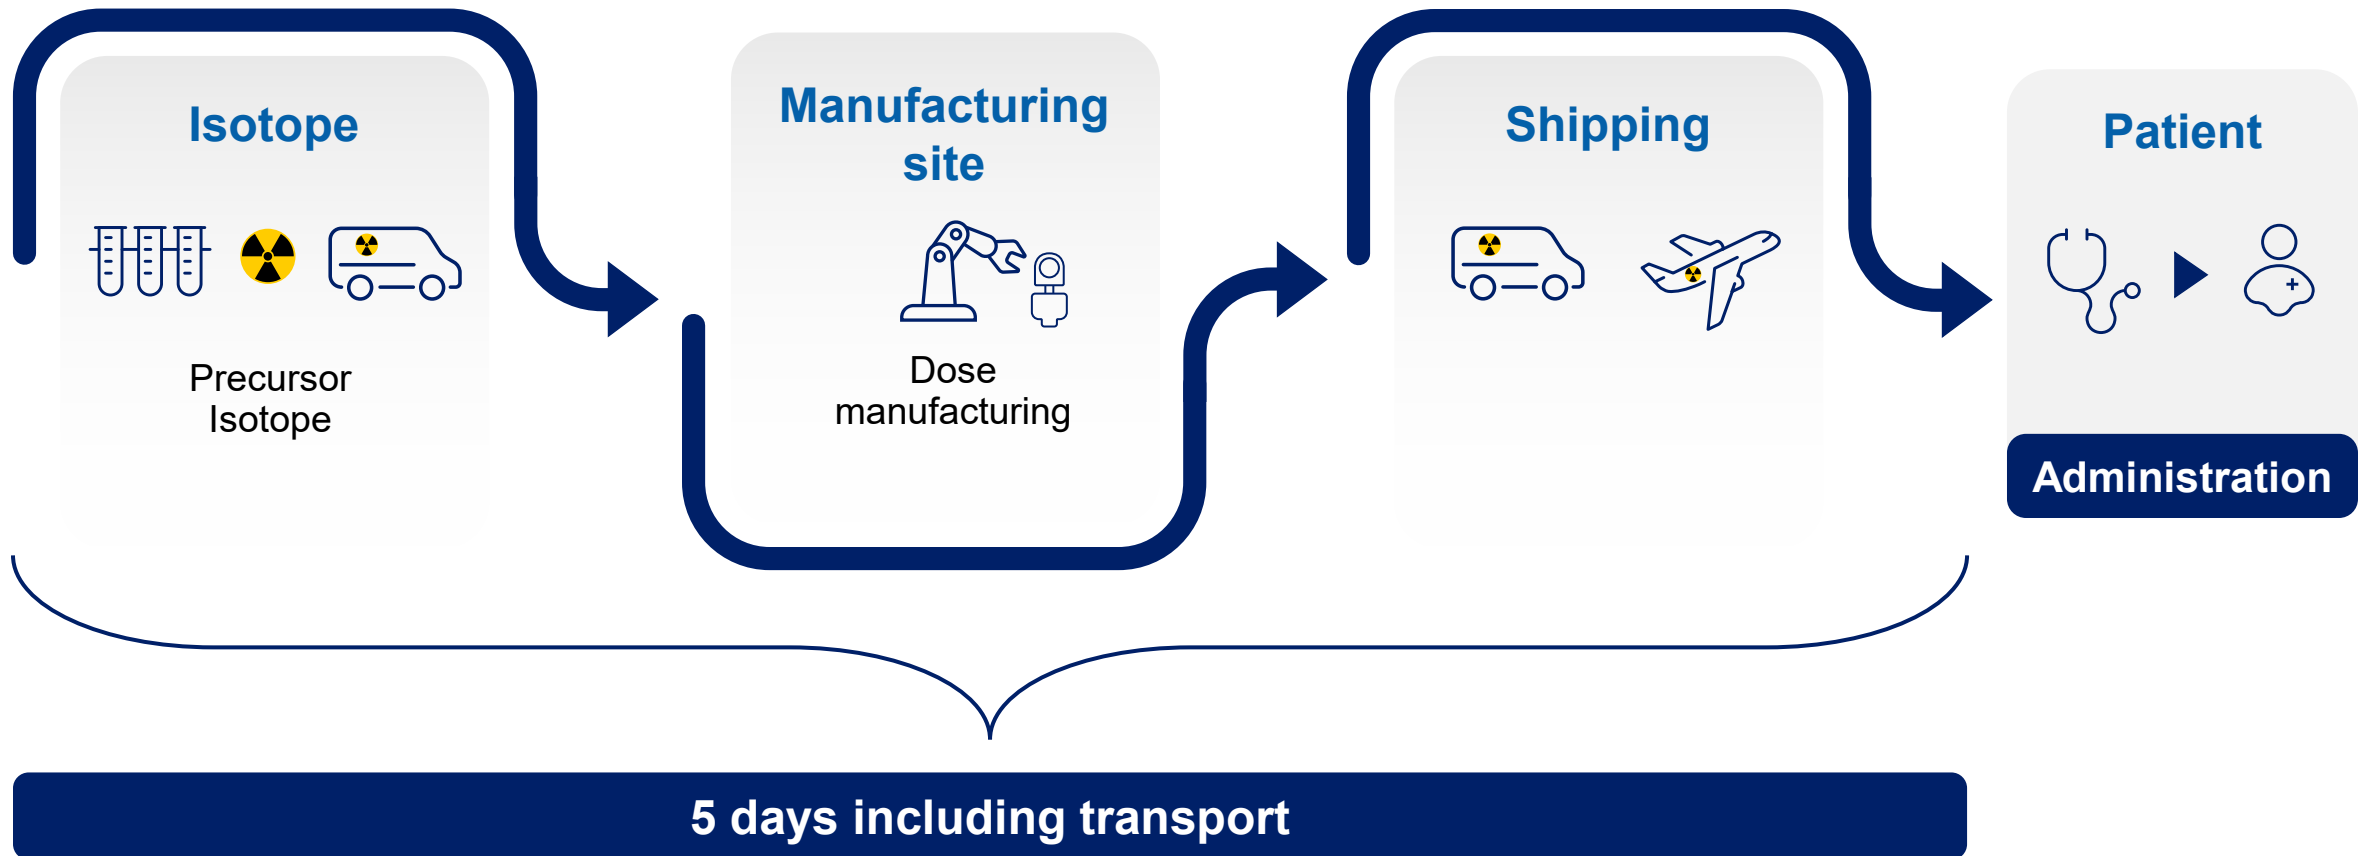 Isotope
Precursor
Isotope
Manufacturing
site
Dose
manufacturing
Shipping
Patient
Administration
5 days including transport